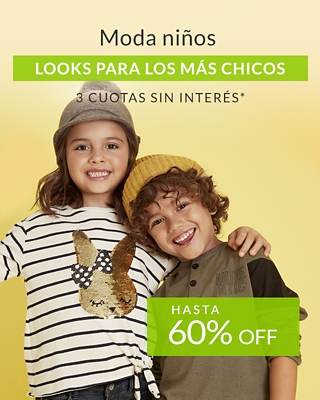 Moda niños
LOOKS PARA LOS MÁS CHICOS
3 CUOTAS SIN INTERÉS*
HASTA
60% OFF